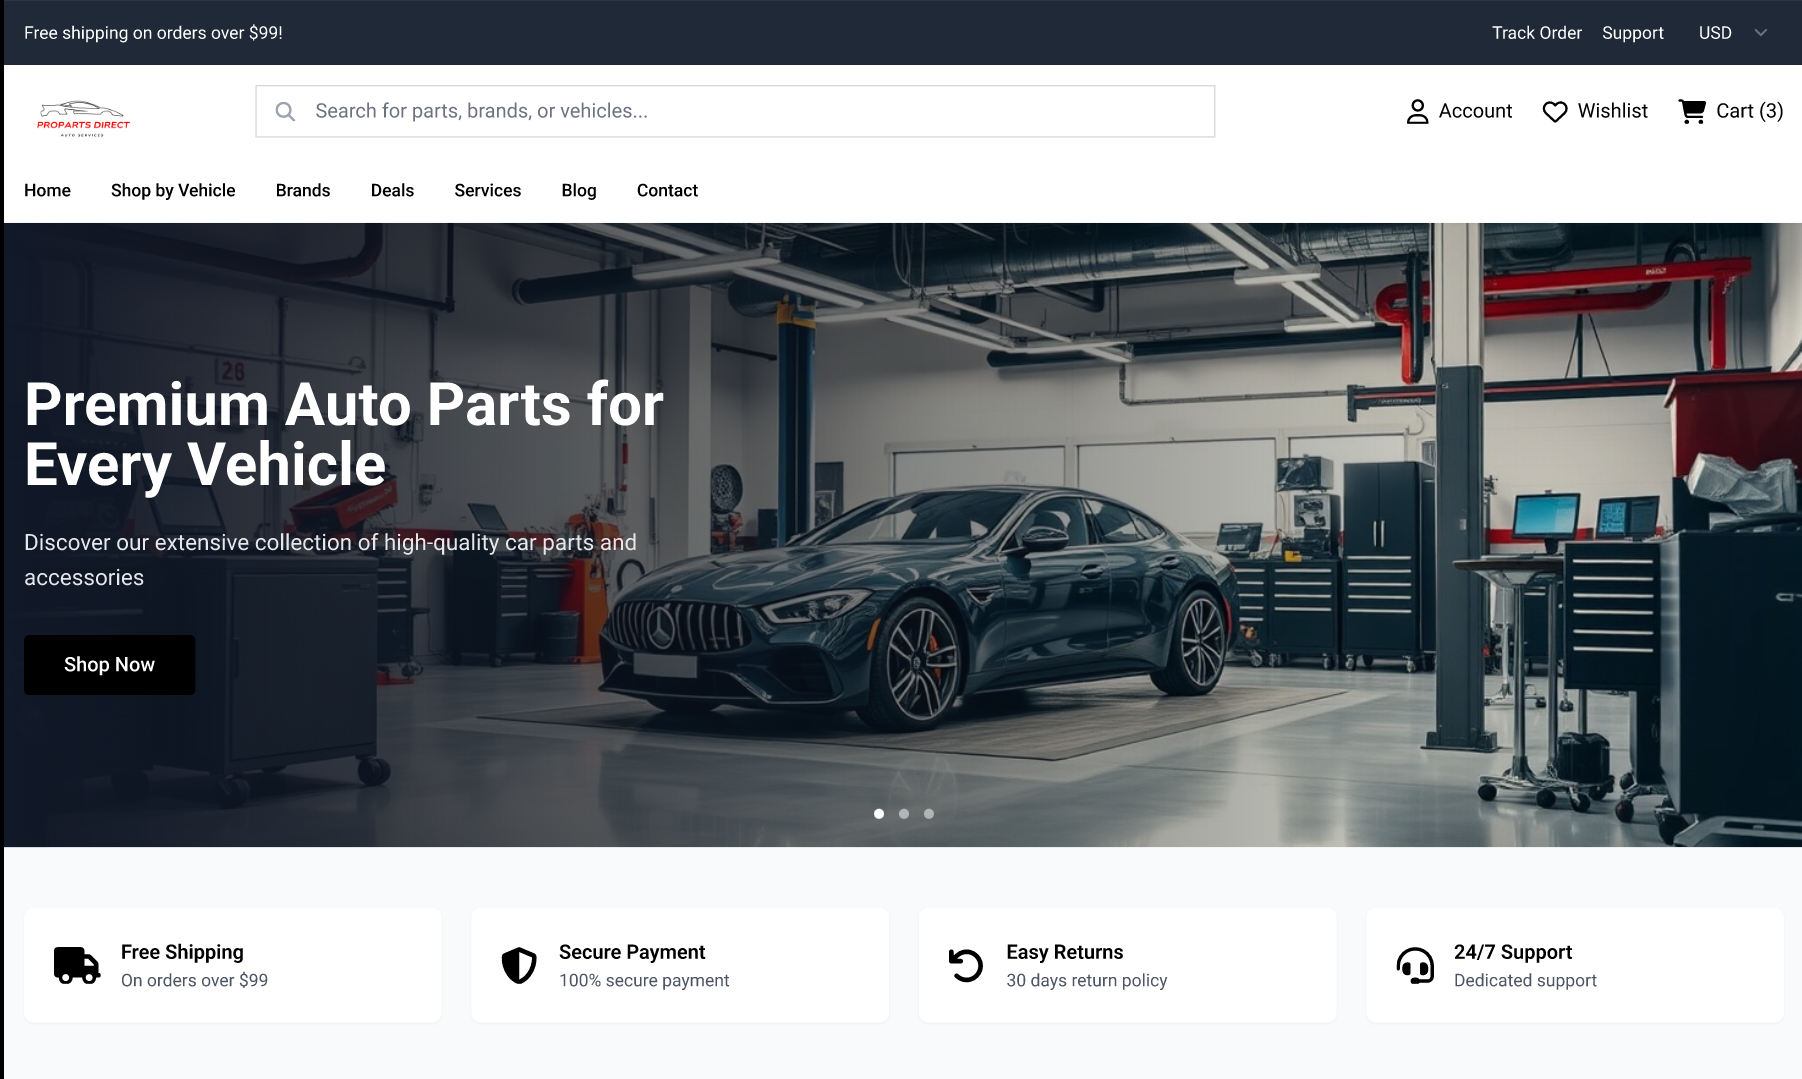 Free shipping on orders over $99!
Track Order Support USD
PROPARTS DIRECT
AUTO SERVICES
Search for parts, brands, or vehicles...
Account Wishlist Cart (3)
Home Shop by Vehicle Brands Deals Services Blog Contact
26
Premium Auto Parts for
Every Vehicle
Discover our extensive collection of high-quality car parts and
accessories
Shop Now
Free Shipping
On orders over $99
Secure Payment
100% secure payment
Easy Returns
30 days return policy
24/7 Support
Dedicated support